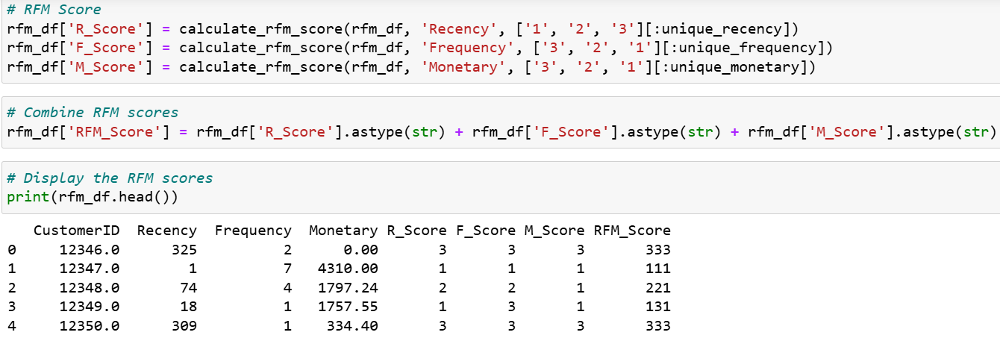 # RFM Score
rfm_df['R_Score'] = calculate_rfm_score(rfm_df, 'Recency', ['1', '2', '3'][:unique_recency])
rfm_df['F_Score'] = calculate_rfm_score(rfm_df, 'Frequency', ['3', '2', '1'][:unique_frequency])
rfm_df['M_Score'] = calculate_rfm_score(rfm_df, 'Monetary', ['3', '2', '1'][:unique_monetary])
# Combine RFM scores
rfm_df['RFM_Score'] = rfm_df['R_Score'].astype(str) + rfm_df['F_Score'].astype(str) + rfm_df['M_Score'].astype(str)
# Display the RFM scores
print(rfm_df.head())
   CustomerID  Recency  Frequency  Monetary R_Score F_Score M_Score RFM_Score
0     12346.0      325          2      0.00       3       3       3       333
1     12347.0        1          7   4310.00       1       1       1       111
2     12348.0       74          4   1797.24       2       2       1       221
3     12349.0       18          1   1757.55       1       3       1       131
4     12350.0      309          1    334.40       3       3       3       333